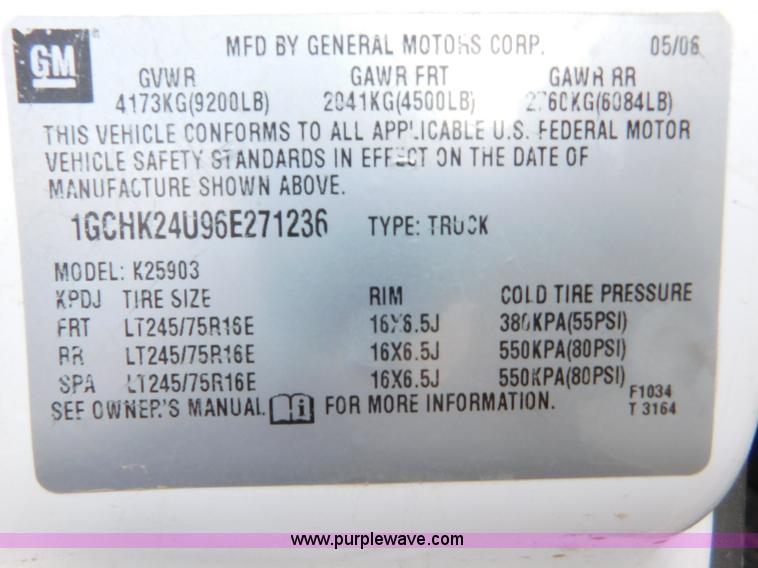 GM
MFD BY GENERAL MOTORS CORP. 05/06
GVWR GAWR FRT GAWR RR
4173KG(9200LB) 2041KG(4500LB) 2760KG(6084LB)
THIS VEHICLE CONFORMS TO ALL APPLICABLE U.S. FEDERAL MOTOR
VEHICLE SAFETY STANDARDS IN EFFECT ON THE DATE OF
MANUFACTURE SHOWN ABOVE.
1GCHK24U96E271236 TYPE: TRUCK
MODEL: K25903
KPDJ TIRE SIZE RIM COLD TIRE PRESSURE
FRT LT245/75R16E 16X6.5J 380KPA(55PSI)
RR LT245/75R16E 16X6.5J 550KPA(80PSI)
SPA LT245/75R16E 16X6.5J 550KPA(80PSI)
SEE OWNER'S MANUAL i FOR MORE INFORMATION.
F1034
T 3164
www.purplewave.com